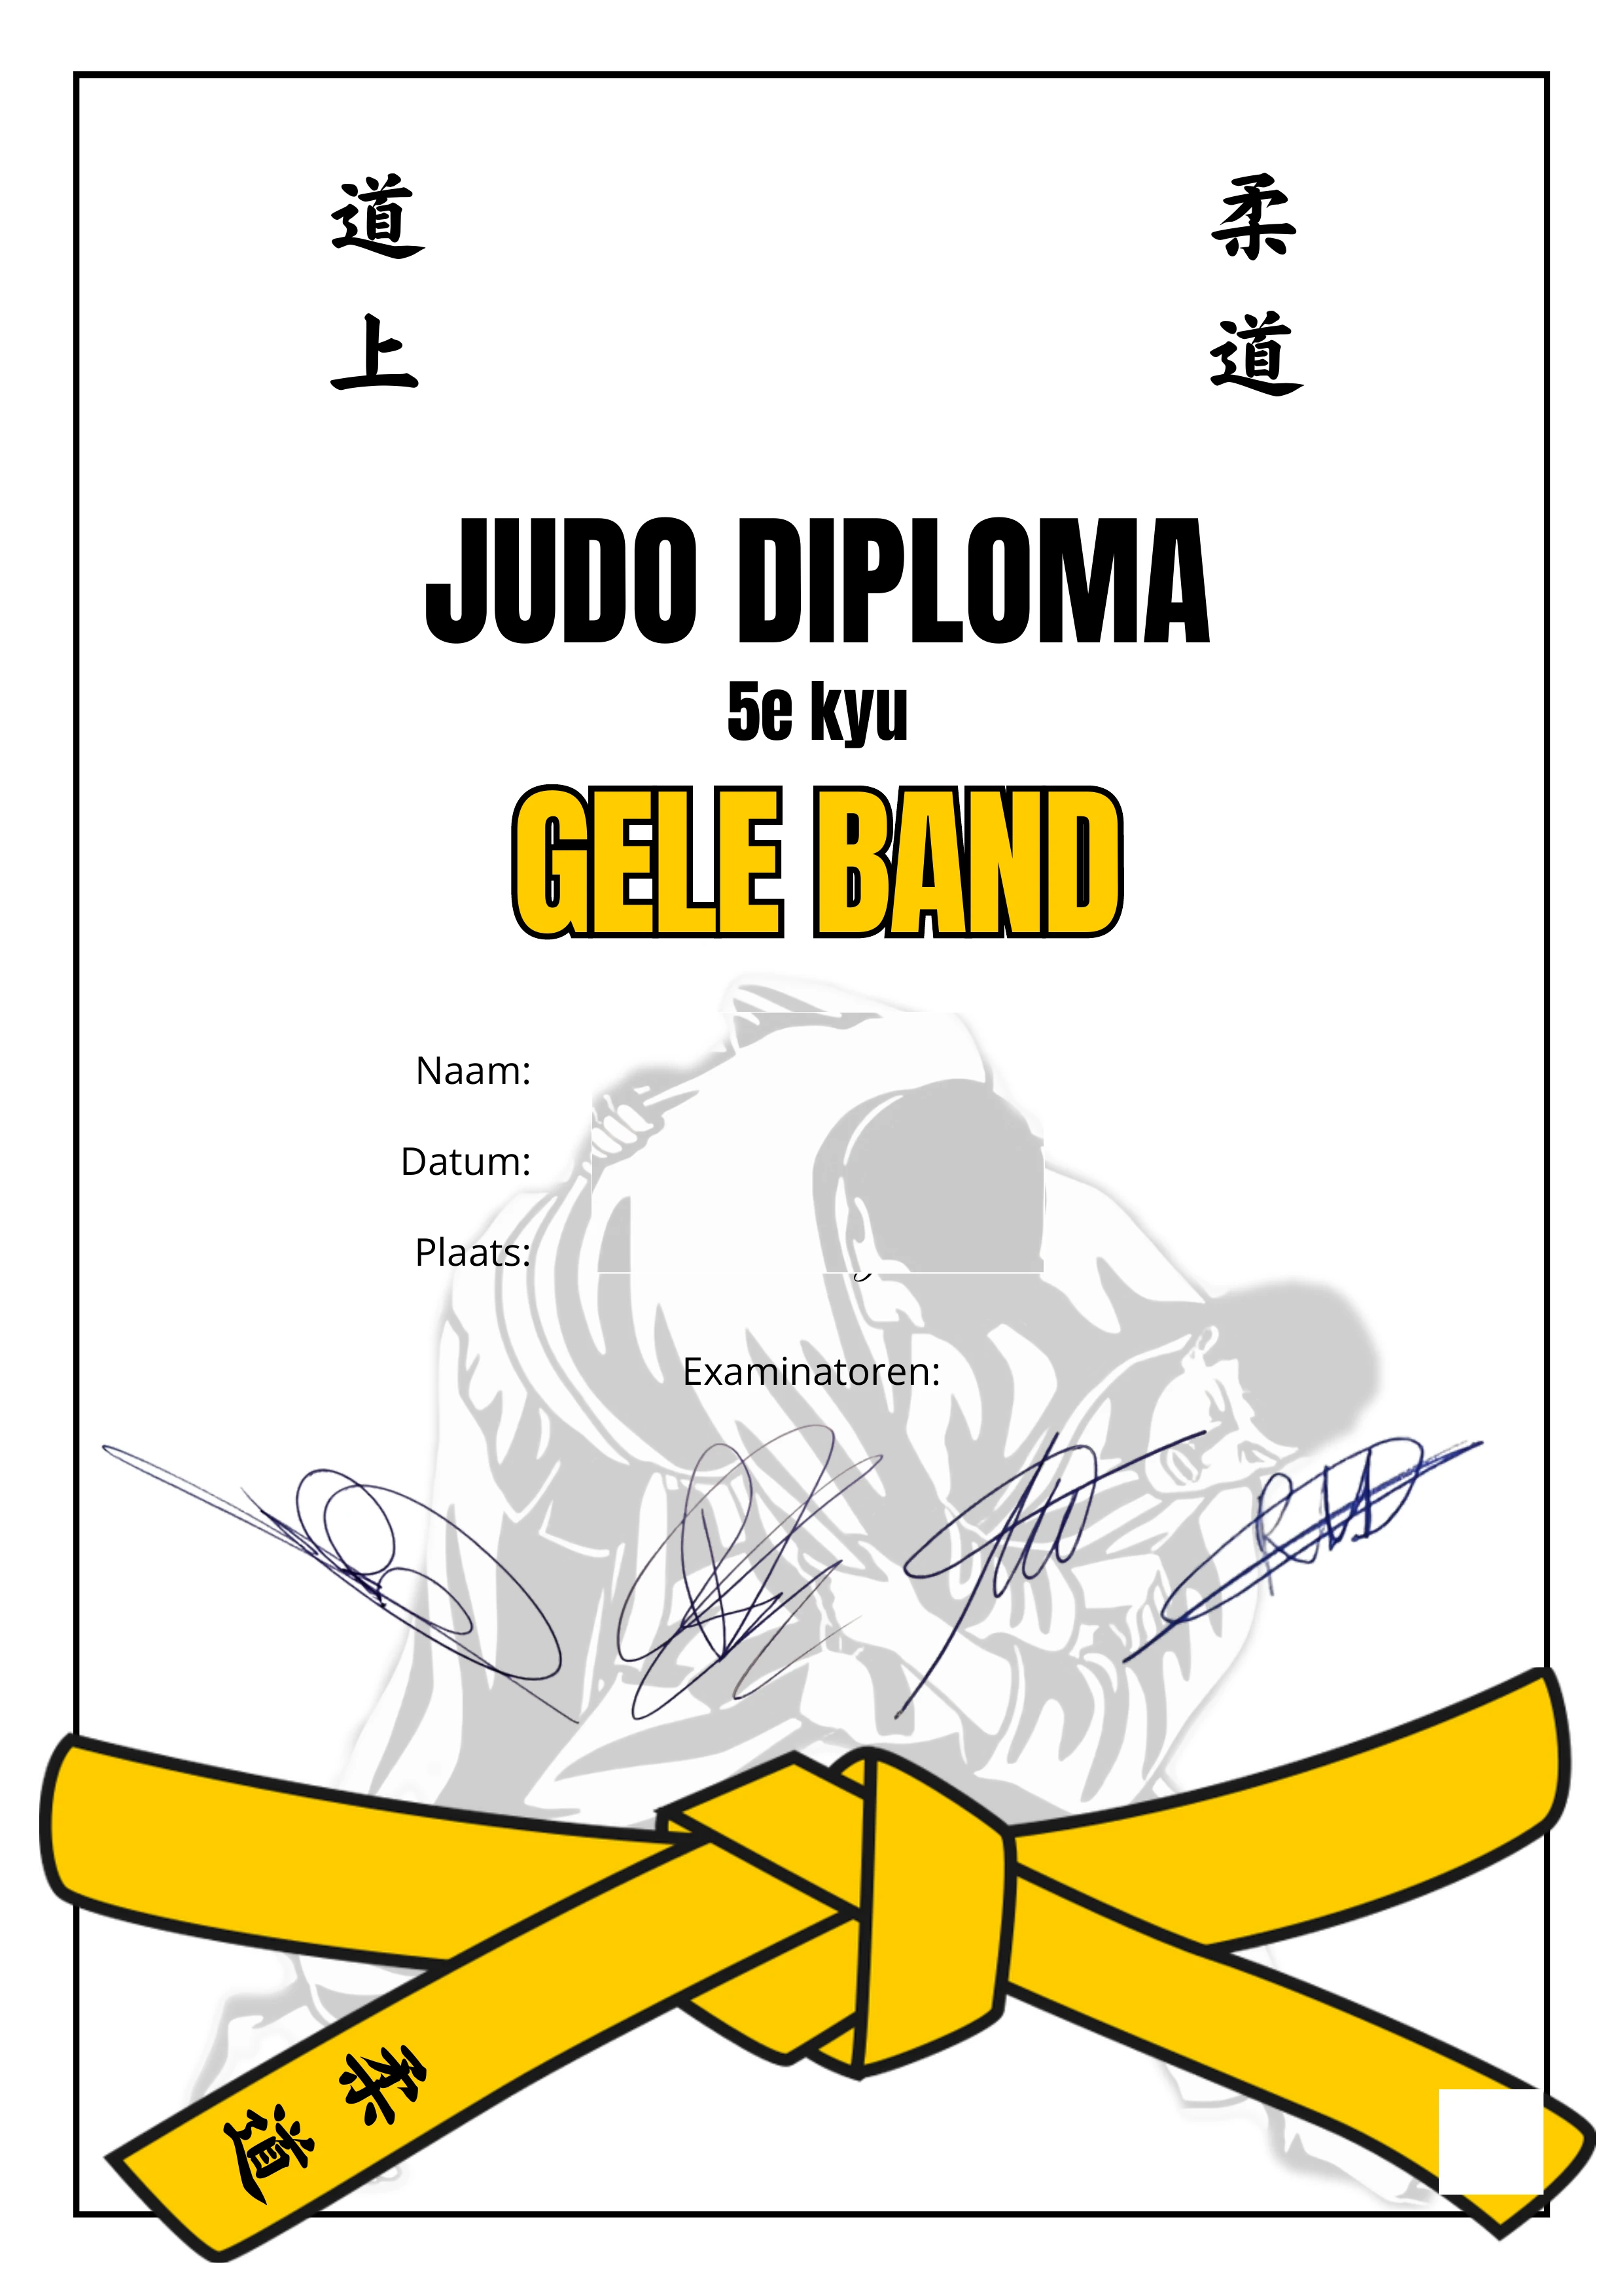 道上
柔道
JUDO DIPLOMA
5e kyu
GELE BAND
Naam:
Datum:
Plaats:
Examinatoren:
柔道